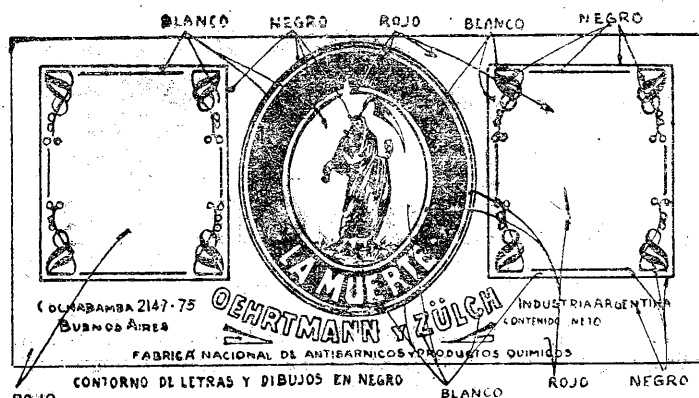 BLANCO NEGRO ROJO BLANCO NEGRO
LA MUERTE
COCHABAMBA 2147-75
BUENOS AIRES
OEHRTMANN Y ZÜLCH
INDUSTRIA ARGENTINA
CONTENIDO NETO
FABRICA NACIONAL DE ANTIBARNICOS Y PRODUCTOS QUIMICOS
ROJO CONTORNO DE LETRAS Y DIBUJOS EN NEGRO BLANCO ROJO NEGRO